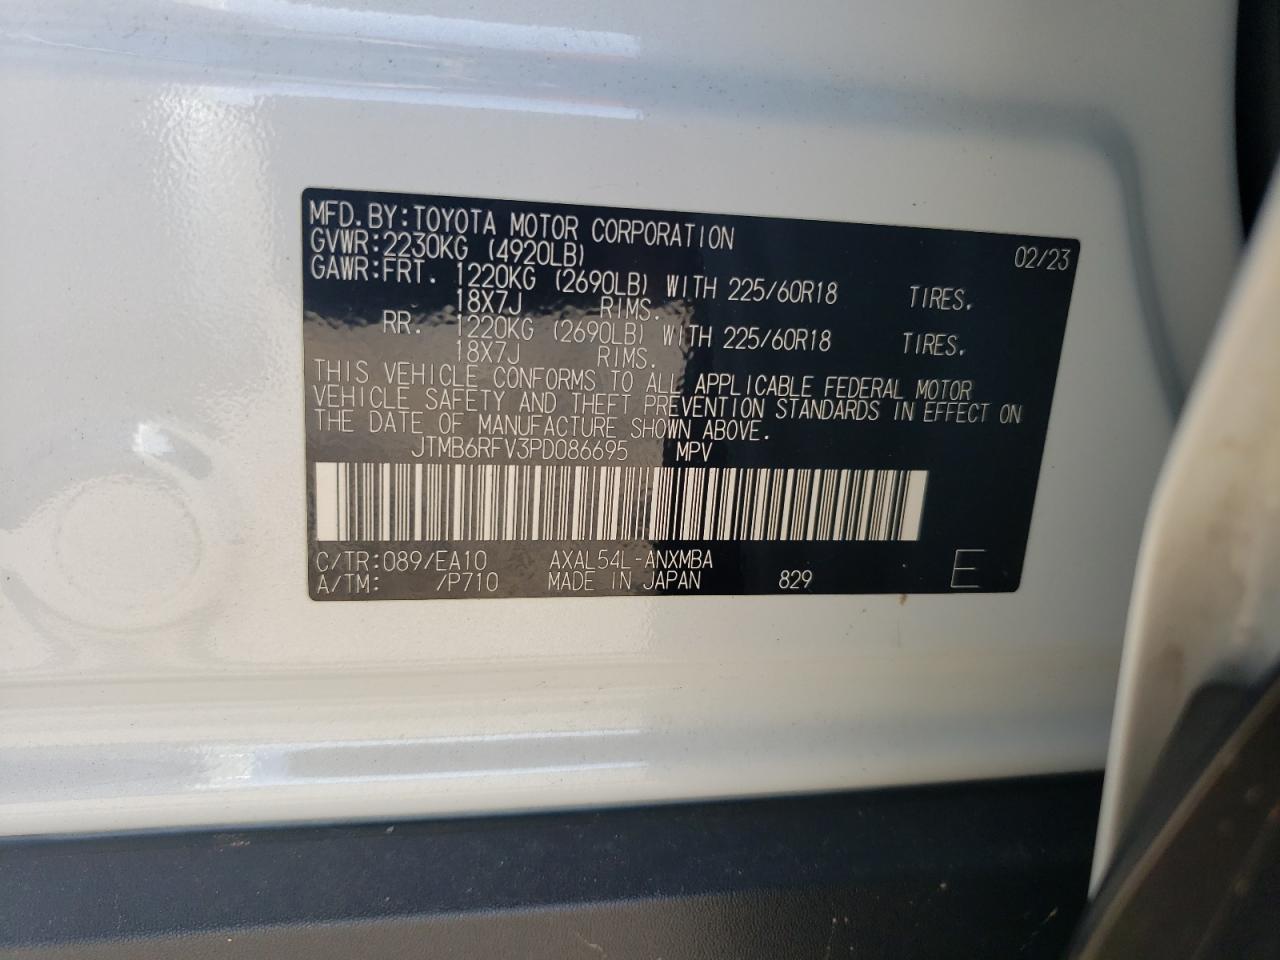 MFD.BY:TOYOTA MOTOR CORPORATION 02/23
GVWR:2230KG (4920LB)
GAWR:FRT. 1220KG (2690LB) WITH 225/60R18 TIRES.
18X7J RIMS.
RR. 1220KG (2690LB) WITH 225/60R18 TIRES.
18X7J RIMS.
THIS VEHICLE CONFORMS TO ALL APPLICABLE FEDERAL MOTOR
VEHICLE SAFETY AND THEFT PREVENTION STANDARDS IN EFFECT ON
THE DATE OF MANUFACTURE SHOWN ABOVE.
JTMB6RFV3PD086695 MPV
C/TR:089/EA10 AXAL54L-ANXMBA
A/TM: /P710 MADE IN JAPAN 829 E